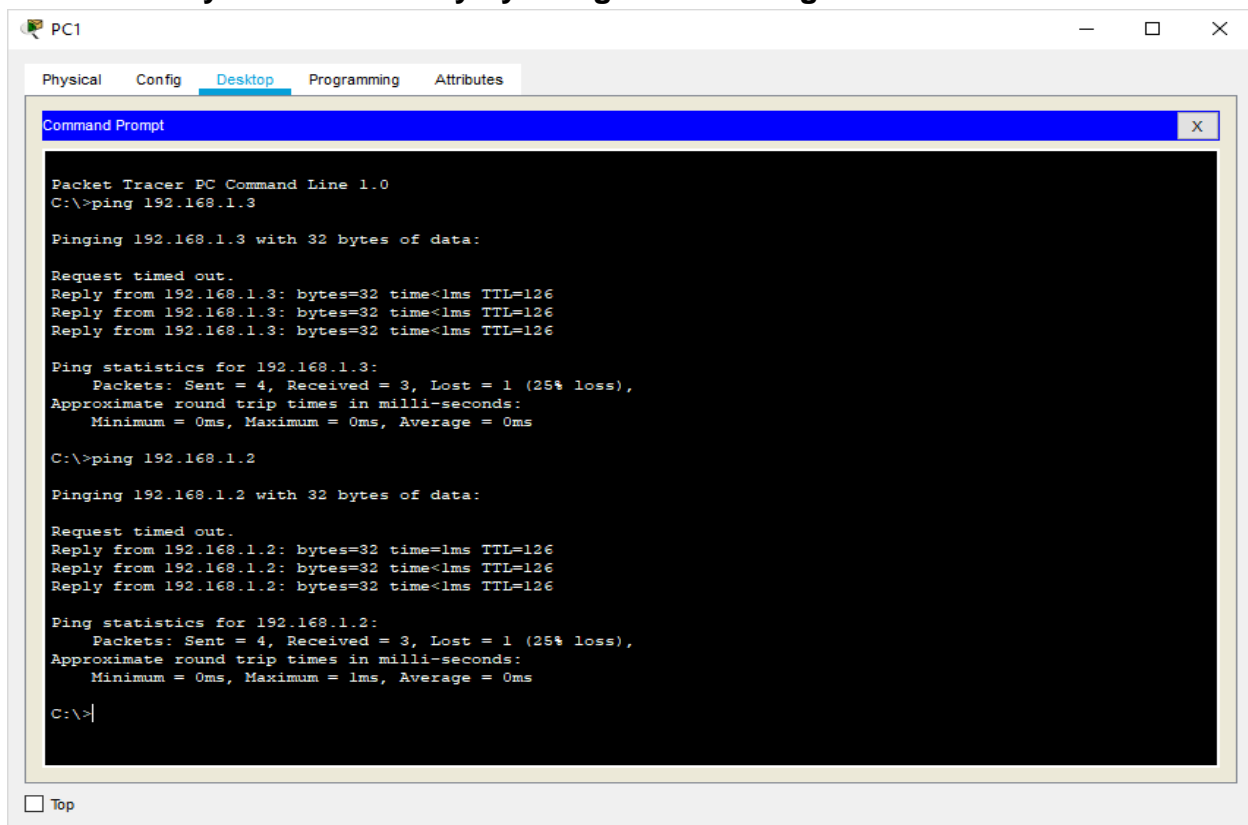 PC1
Physical Config Desktop Programming Attributes
Command Prompt
X
Packet Tracer PC Command Line 1.0
C:\>ping 192.168.1.3
Pinging 192.168.1.3 with 32 bytes of data:
Request timed out.
Reply from 192.168.1.3: bytes=32 time<1ms TTL=126
Reply from 192.168.1.3: bytes=32 time<1ms TTL=126
Reply from 192.168.1.3: bytes=32 time<1ms TTL=126
Ping statistics for 192.168.1.3:
Packets: Sent = 4, Received = 3, Lost = 1 (25% loss),
Approximate round trip times in milli-seconds:
Minimum = 0ms, Maximum = 0ms, Average = 0ms
C:\>ping 192.168.1.2
Pinging 192.168.1.2 with 32 bytes of data:
Request timed out.
Reply from 192.168.1.2: bytes=32 time=1ms TTL=126
Reply from 192.168.1.2: bytes=32 time<1ms TTL=126
Reply from 192.168.1.2: bytes=32 time<1ms TTL=126
Ping statistics for 192.168.1.2:
Packets: Sent = 4, Received = 3, Lost = 1 (25% loss),
Approximate round trip times in milli-seconds:
Minimum = 0ms, Maximum = 1ms, Average = 0ms
C:\>
Top